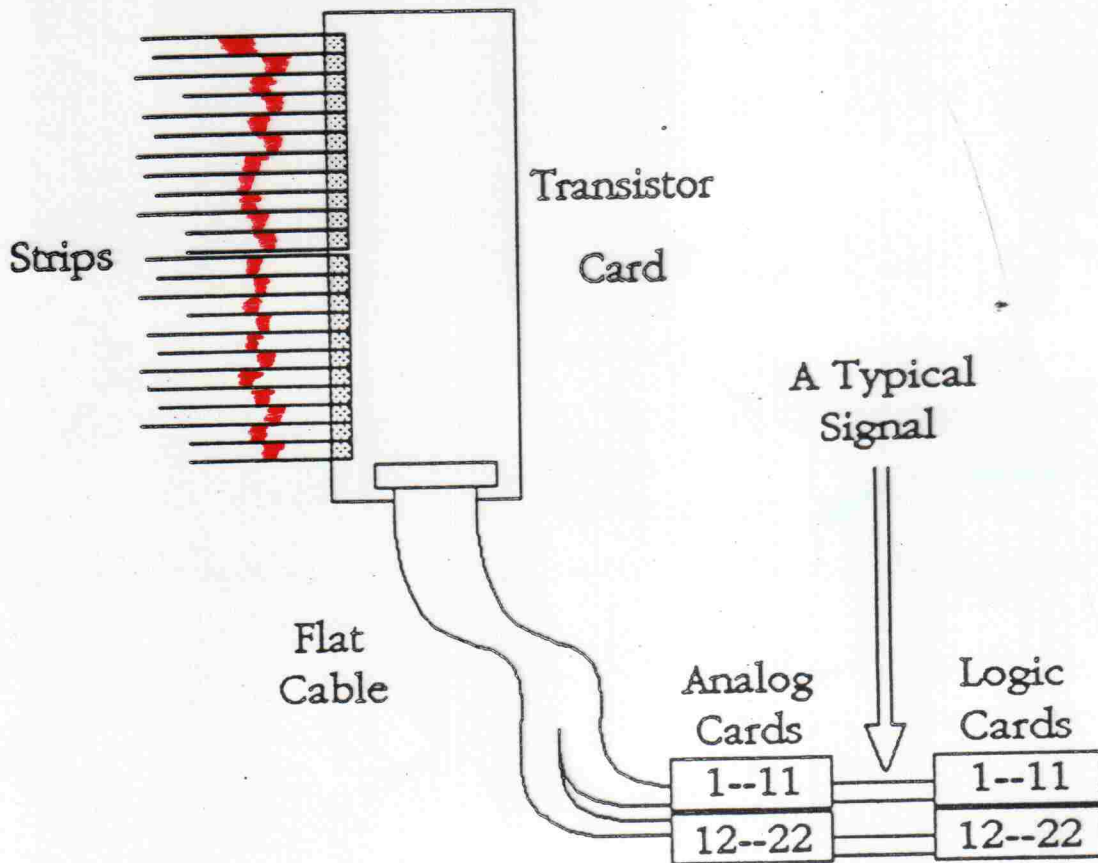 Transistor
Card
Strips
A Typical
Signal
Flat
Cable
Analog
Cards
Logic
Cards
1--11
1--11
12--22
12--22